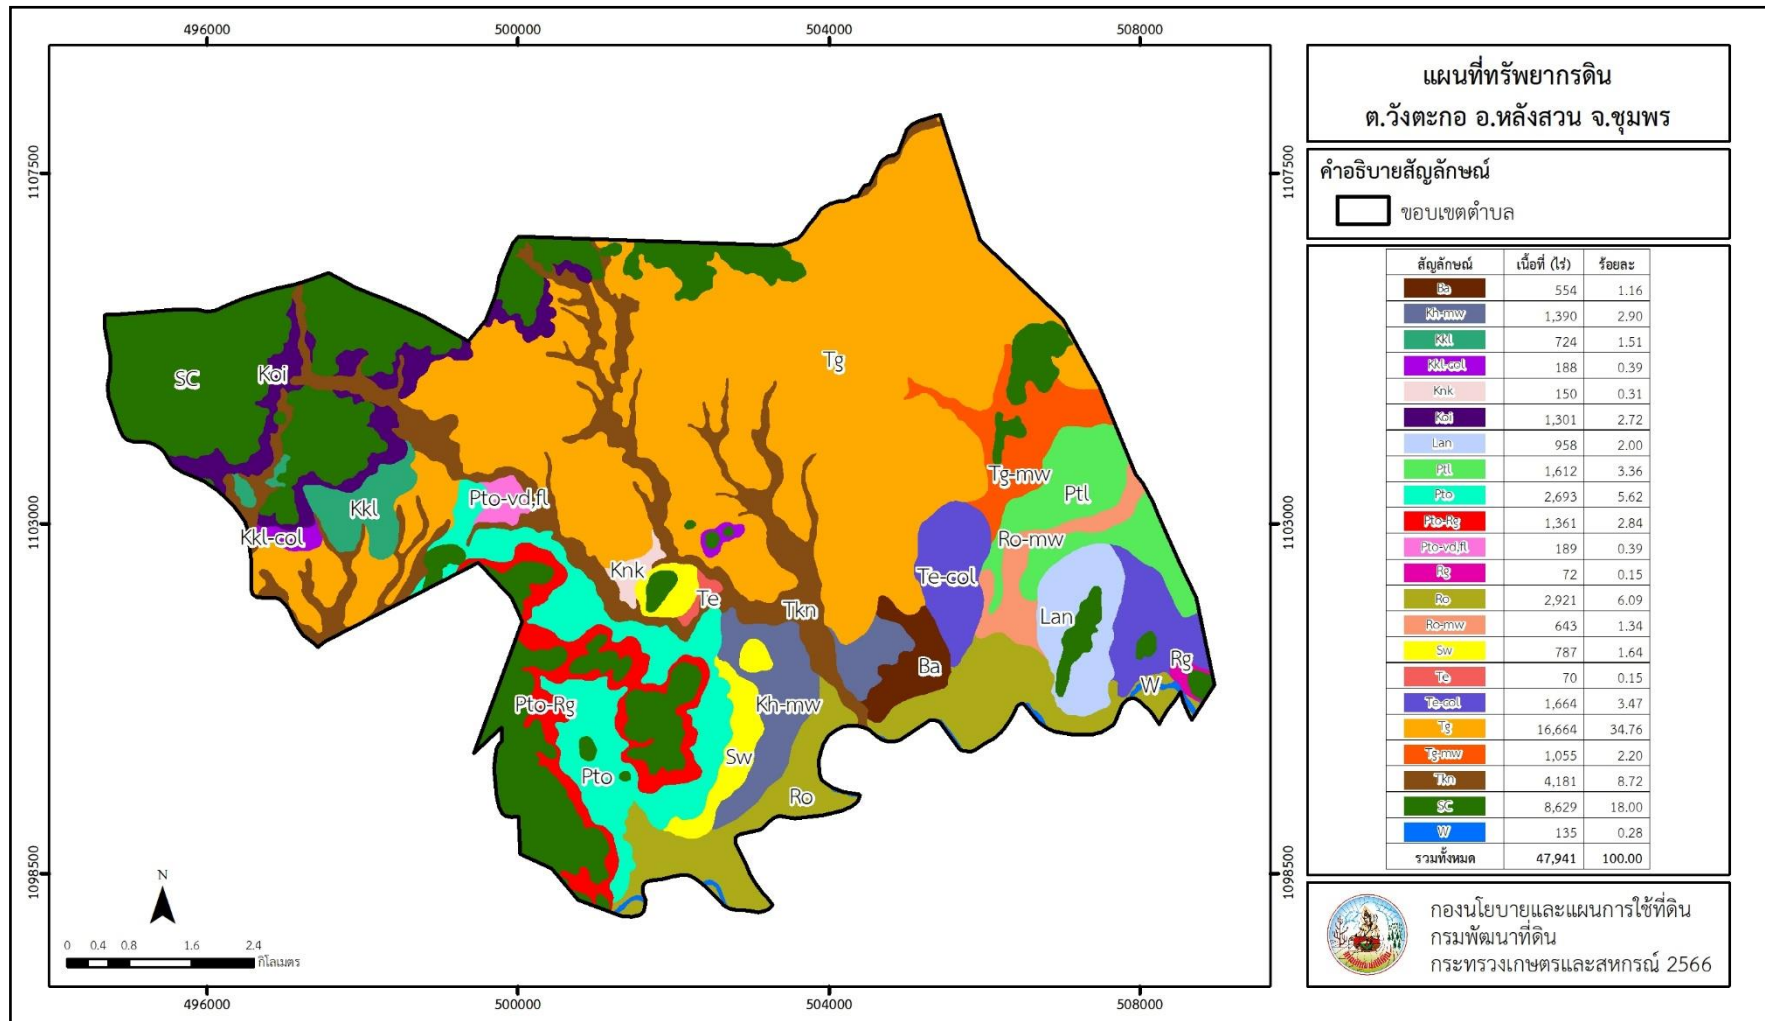 496000 500000 504000 508000
1107500
1103000
1098500
1107500
1103000
1098500
Tg
SC
Koi
Tg-mw
Pto-vd,fl
Ptl
Kkl
Kkl-col
Ro-mw
Knk
Te-col
Te
Tkn
Lan
Ba
Rg
W
Pto-Rg
Kh-mw
Sw
Pto
Ro
N
0 0.4 0.8 1.6 2.4
กิโลเมตร
496000 500000 504000 508000
แผนที่ทรัพยากรดิน
ต.วังตะกอ อ.หลังสวน จ.ชุมพร
คำอธิบายสัญลักษณ์
ขอบเขตตำบล
สัญลักษณ์ เนื้อที่ (ไร่) ร้อยละ
Ba 554 1.16
Kh-mw 1,390 2.90
Kkl 724 1.51
Kkl-col 188 0.39
Knk 150 0.31
Koi 1,301 2.72
Lan 958 2.00
Ptl 1,612 3.36
Pto 2,693 5.62
Pto-Rg 1,361 2.84
Pto-vd,fl 189 0.39
Rg 72 0.15
Ro 2,921 6.09
Ro-mw 643 1.34
Sw 787 1.64
Te 70 0.15
Te-col 1,664 3.47
Tg 16,664 34.76
Tg-mw 1,055 2.20
Tkn 4,181 8.72
SC 8,629 18.00
W 135 0.28
รวมทั้งหมด 47,941 100.00
กองนโยบายและแผนการใช้ที่ดิน
กรมพัฒนาที่ดิน
กระทรวงเกษตรและสหกรณ์ 2566